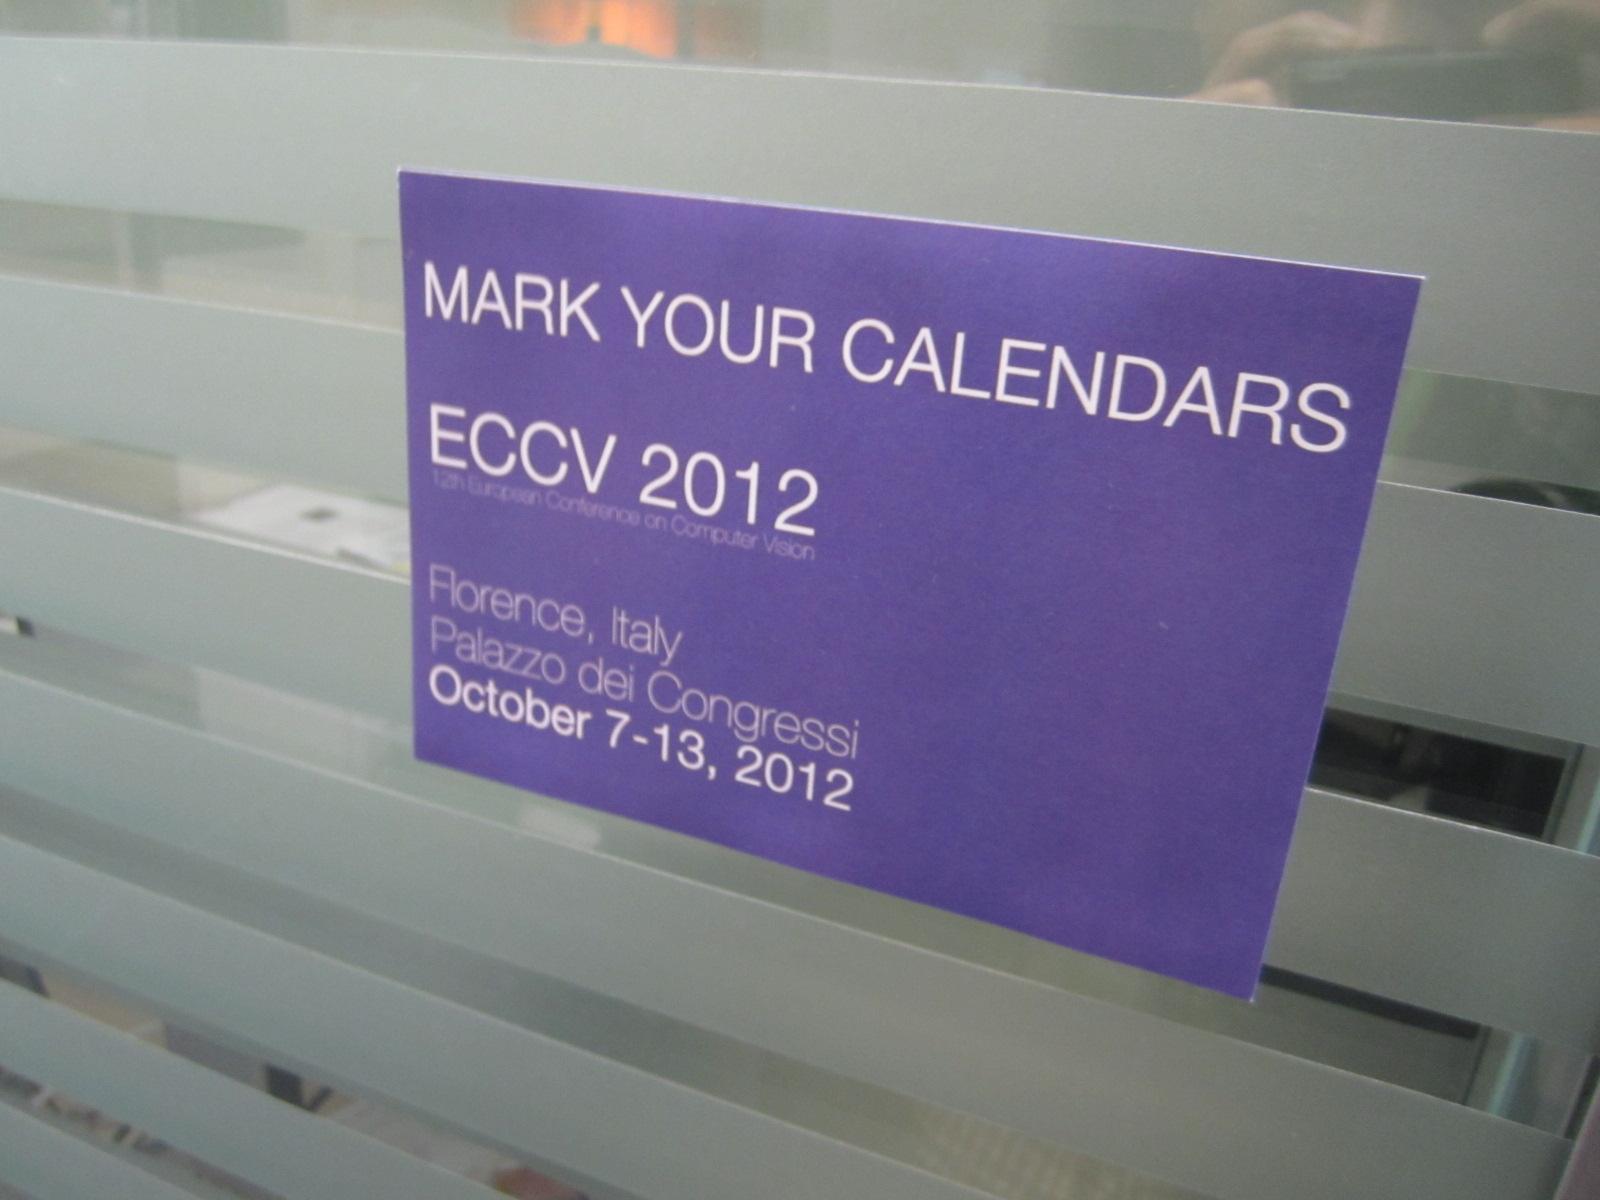 MARK YOUR CALENDARS
ECCV 2012
12th European Conference on Computer Vision
Florence, Italy
Palazzo dei Congressi
October 7-13, 2012